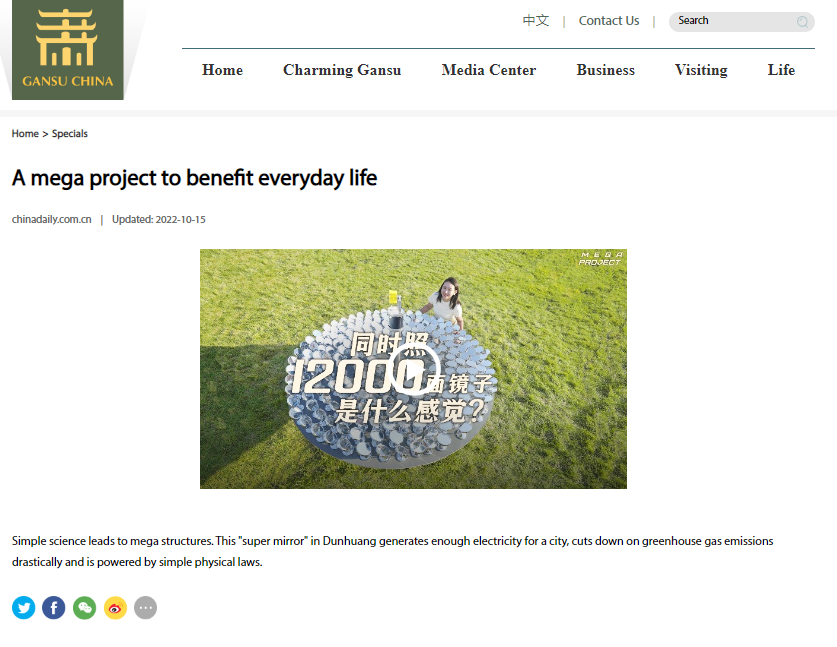 GANSU CHINA
中文 | Contact Us | Search
Home Charming Gansu Media Center Business Visiting Life
Home > Specials
A mega project to benefit everyday life
chinadaily.com.cn | Updated: 2022-10-15
MEGA
PROJECT
同时照
12000面镜子
是什么感觉?
Simple science leads to mega structures. This "super mirror" in Dunhuang generates enough electricity for a city, cuts down on greenhouse gas emissions
drastically and is powered by simple physical laws.